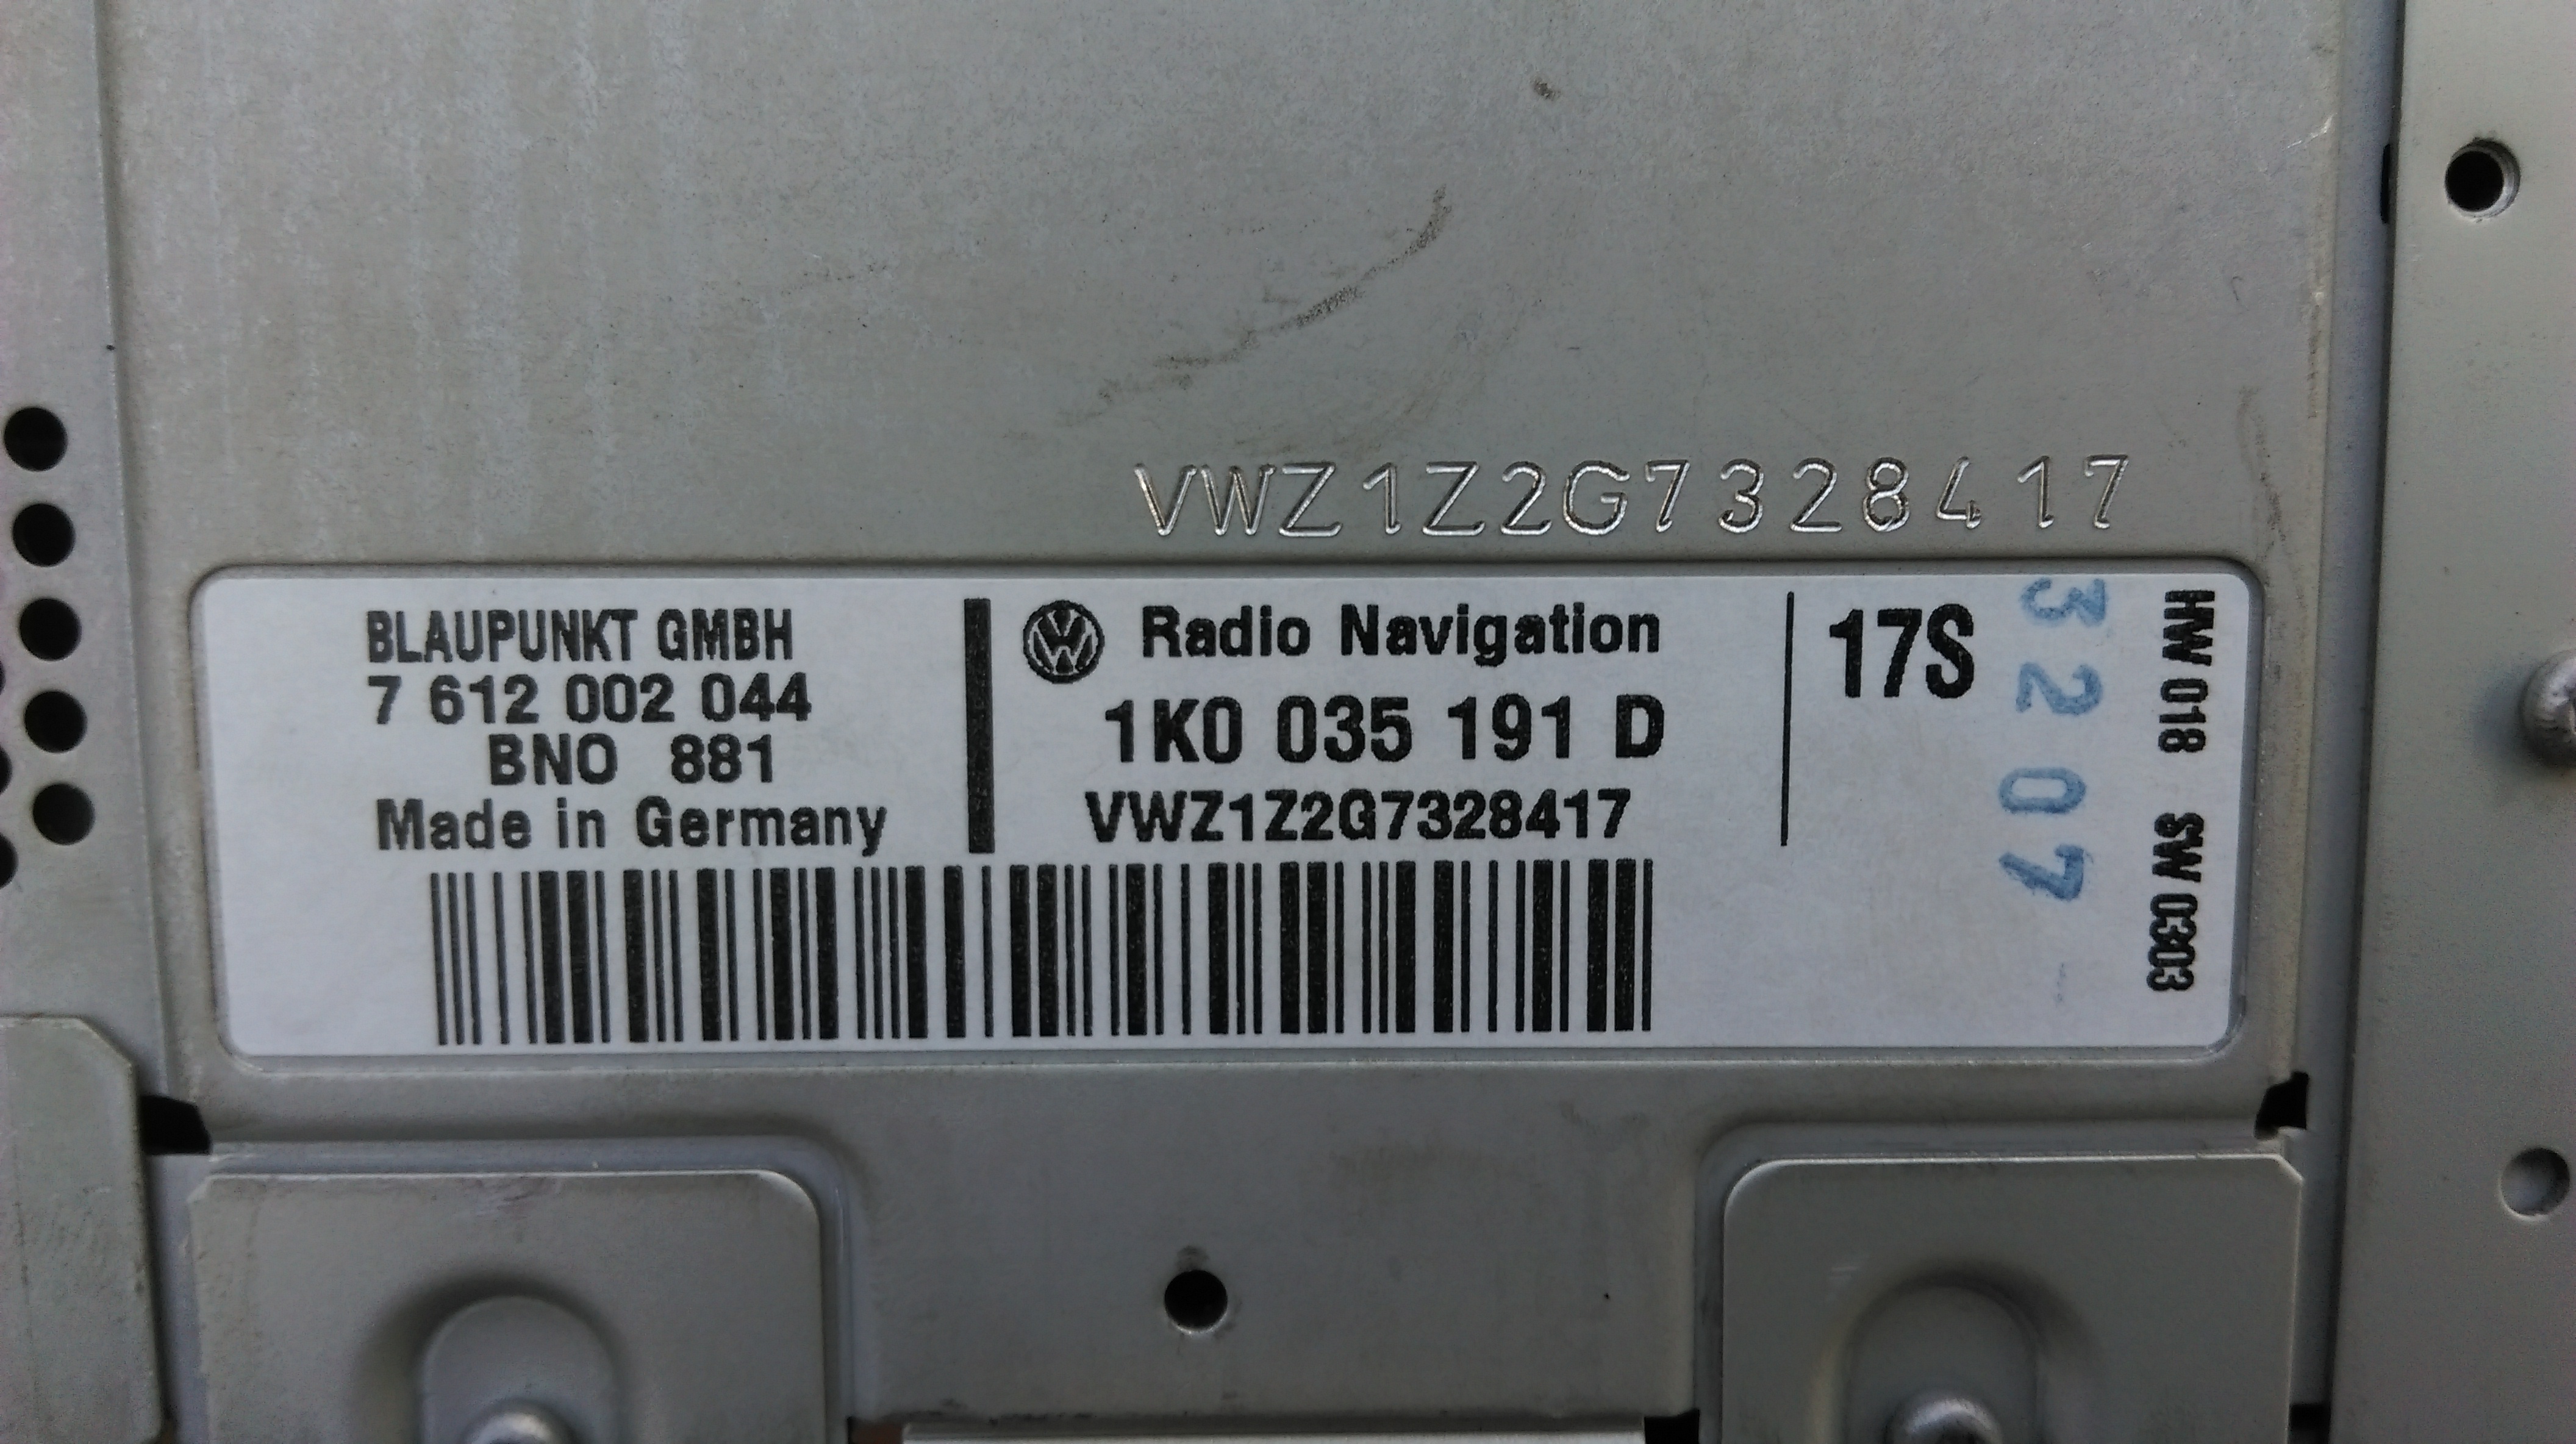 VWZ1Z2G7328417
BLAUPUNKT GMBH
7 612 002 044
BNO 881
Made in Germany
Radio Navigation
1K0 035 191 D
VWZ1Z2G7328417
17S
3207
HW 018 SW 0303